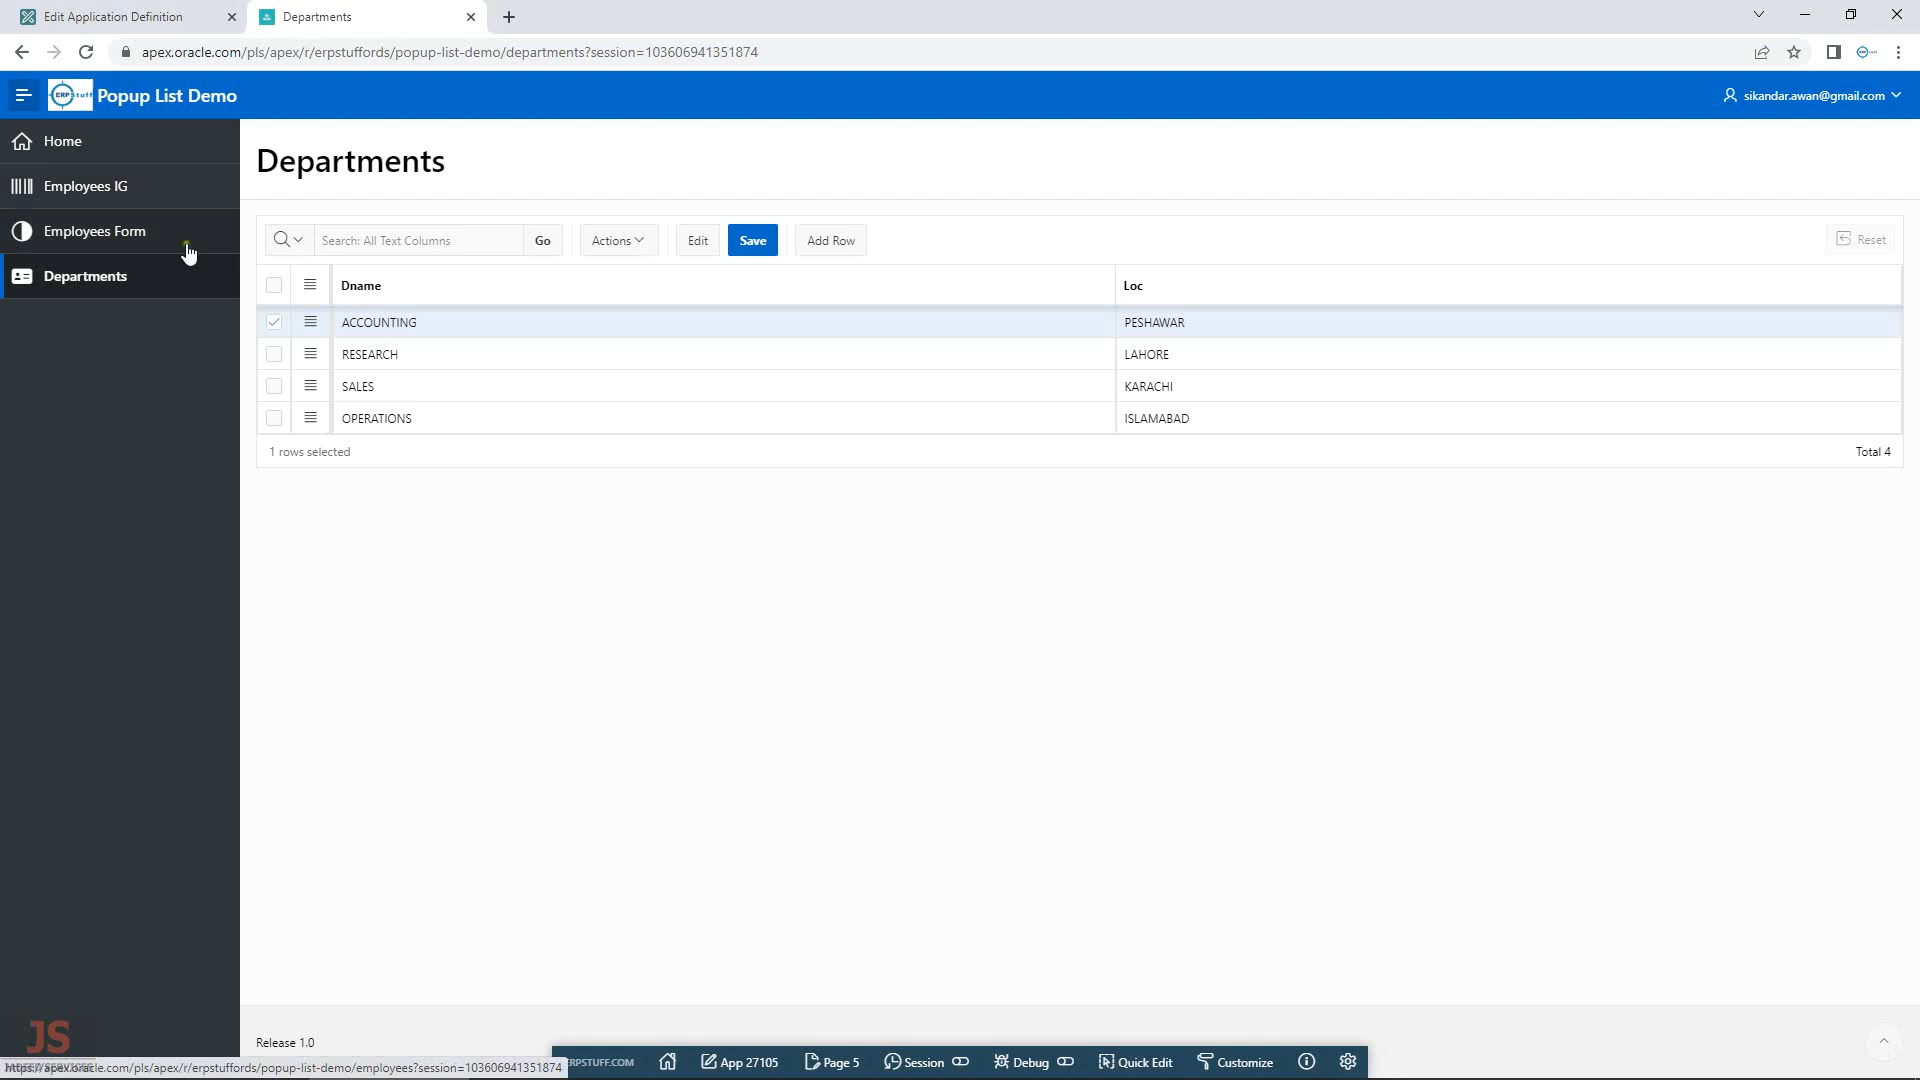 Edit Application Definition
Departments
apex.oracle.com/pls/apex/r/erpstuffords/popup-list-demo/departments?session=103606941351874
ERPStuff
Popup List Demo
sikandar.awan@gmail.com
Home
Employees IG
Employees Form
Departments
Departments
Search: All Text Columns
Go
Actions
Edit
Save
Add Row
Reset
Dname
Loc
ACCOUNTING
PESHAWAR
RESEARCH
LAHORE
SALES
KARACHI
OPERATIONS
ISLAMABAD
1 rows selected
Total 4
JS
Release 1.0
https://apex.oracle.com/pls/apex/r/erpstuffords/popup-list-demo/employees?session=103606941351874
ERPSTUFF.COM
App 27105
Page 5
Session
Debug
Quick Edit
Customize